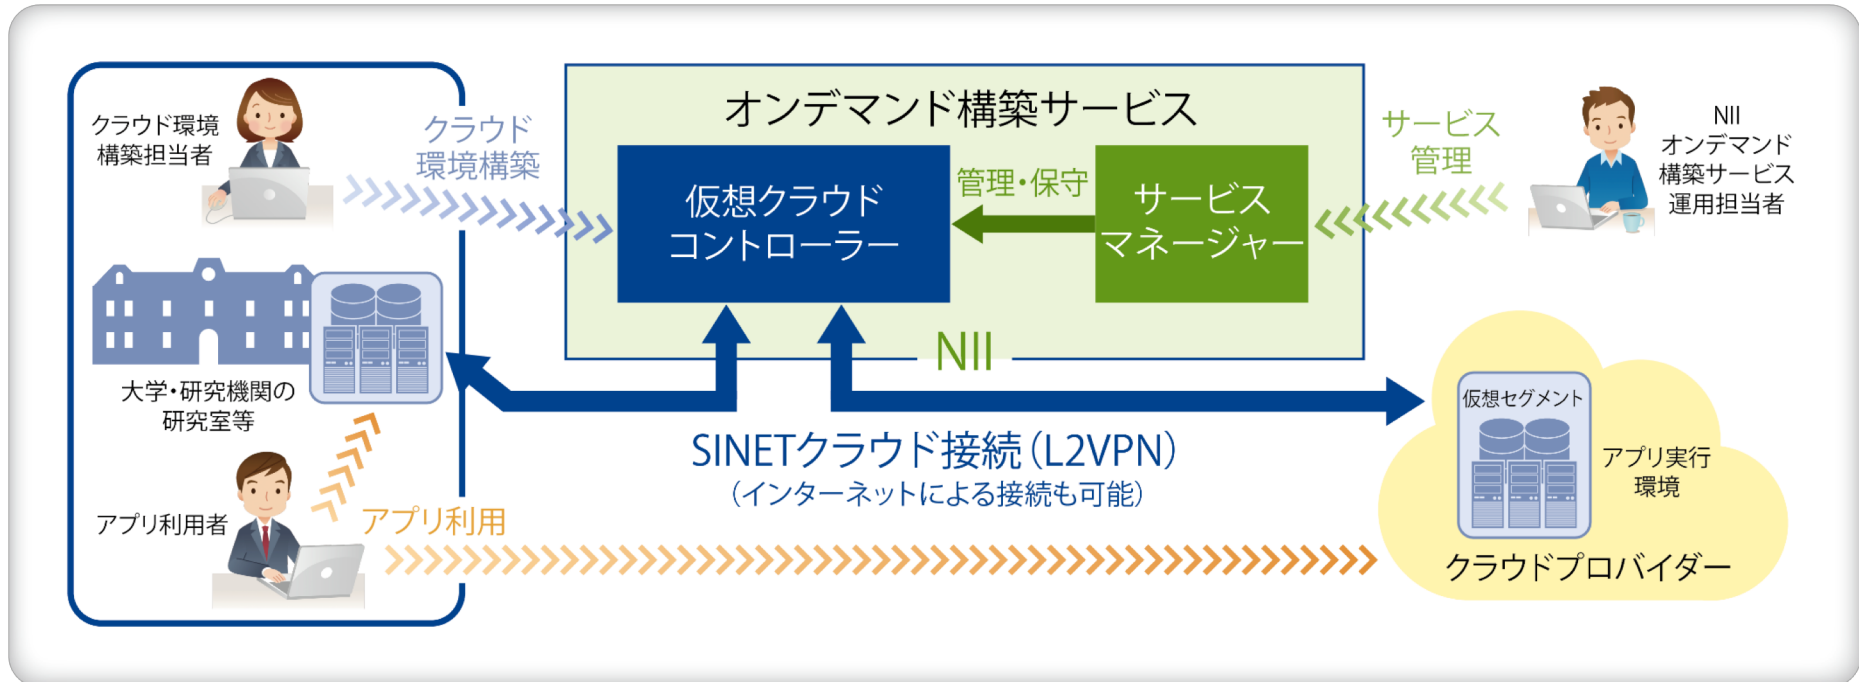 クラウド環境
構築担当者
大学・研究機関の
研究室等
アプリ利用者
クラウド
環境構築
オンデマンド構築サービス
仮想クラウド
コントローラー
管理・保守
サービス
マネージャー
NII
サービス
管理
NII
オンデマンド
構築サービス
運用担当者
SINETクラウド接続（L2VPN）
（インターネットによる接続も可能）
アプリ利用
仮想セグメント
アプリ実行
環境
クラウドプロバイダー